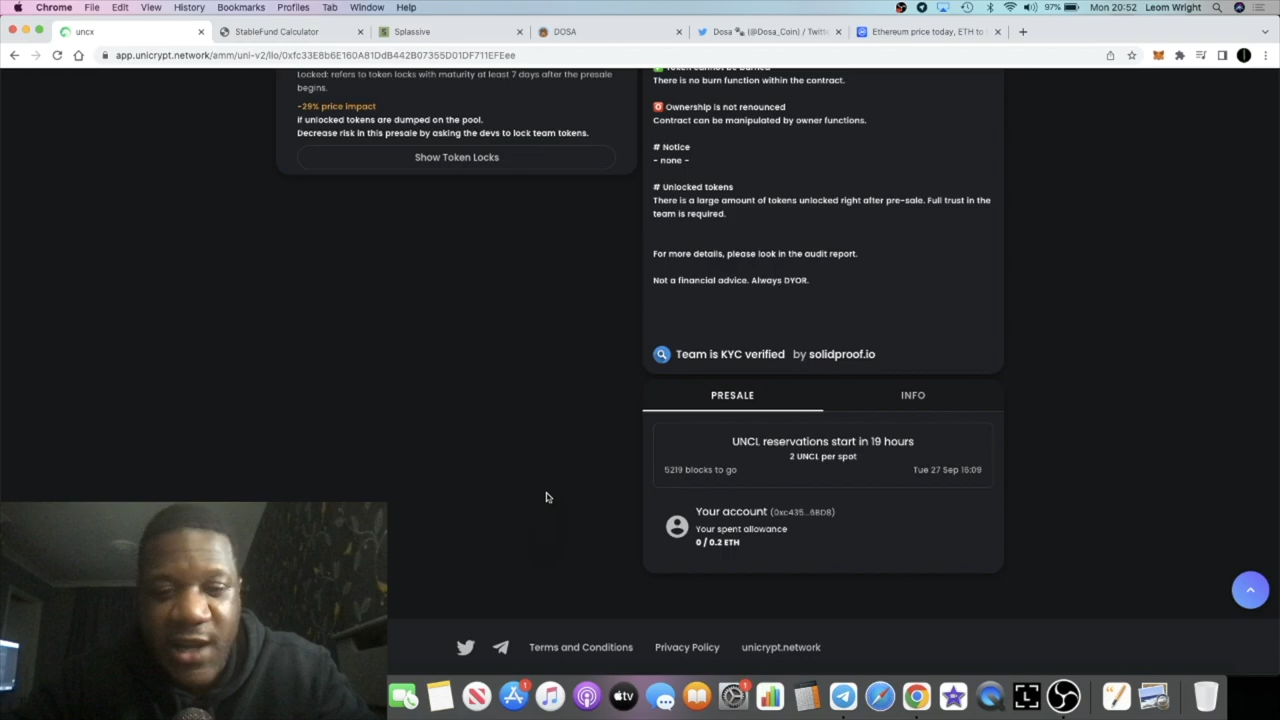 Chrome File Edit View History Bookmarks Profiles Tab Window Help 97% Mon 20:52 Leom Wright
uncx StableFund Calculator Splassive DOSA Dosa 🐾 (@Dosa_Coin) / Twitte Ethereum price today, ETH to
app.unicrypt.network/amm/uni-v2/ilo/0xfc33E8b6E160A81DdB442B07355D01DF711EFEee
Locked: refers to token locks with maturity at least 7 days after the presale
begins.
-29% price impact
if unlocked tokens are dumped on the pool.
Decrease risk in this presale by asking the devs to lock team tokens.
Show Token Locks
Token cannot be burned
There is no burn function within the contract.
Ownership is not renounced
Contract can be manipulated by owner functions.
# Notice
- none -
# Unlocked tokens
There is a large amount of tokens unlocked right after pre-sale. Full trust in the
team is required.
For more details, please look in the audit report.
Not a financial advice. Always DYOR.
Team is KYC verified by solidproof.io
PRESALE INFO
UNCL reservations start in 19 hours
2 UNCL per spot
5219 blocks to go Tue 27 Sep 16:09
Your account (0xc435...6BD8)
Your spent allowance
0 / 0.2 ETH
Terms and Conditions Privacy Policy unicrypt.network
tv